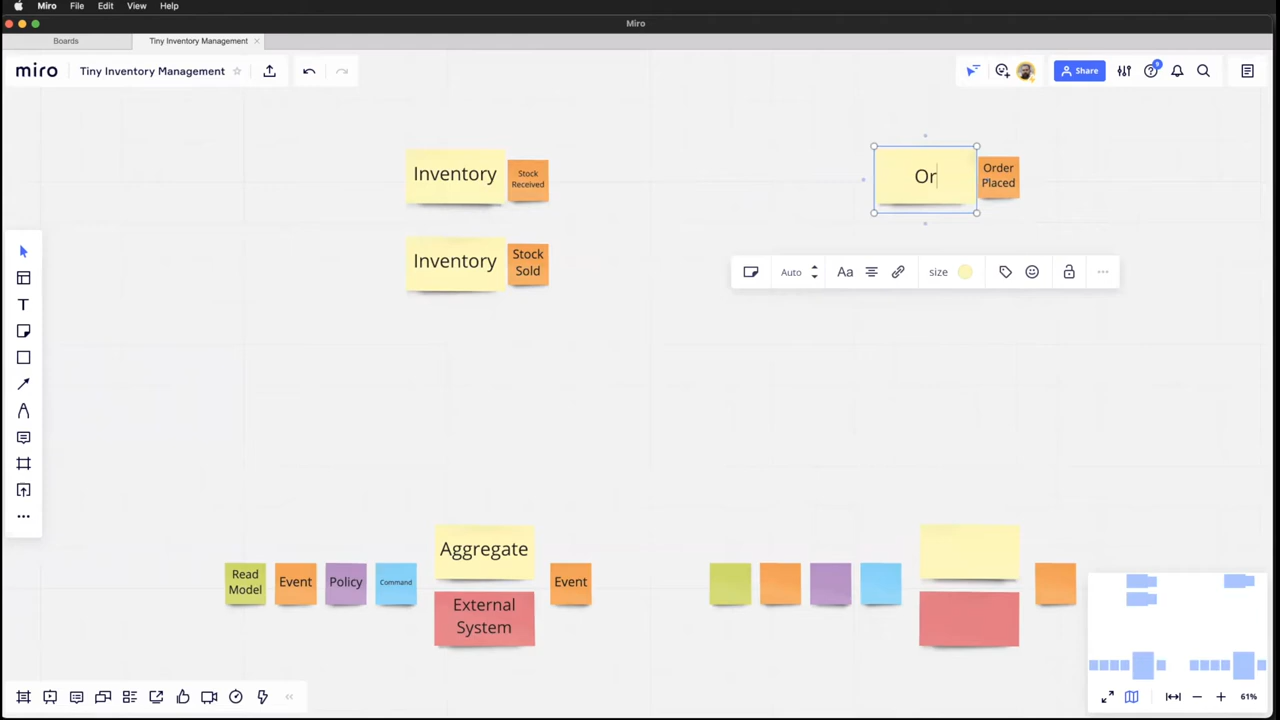 Miro File Edit View Help
Miro
Boards
Tiny Inventory Management
miro
Tiny Inventory Management
Share
9
Inventory
Stock
Received
Or
Order
Placed
Inventory
Stock
Sold
Auto
Aa
size
Aggregate
Read
Model
Event
Policy
Command
Event
External
System
61%